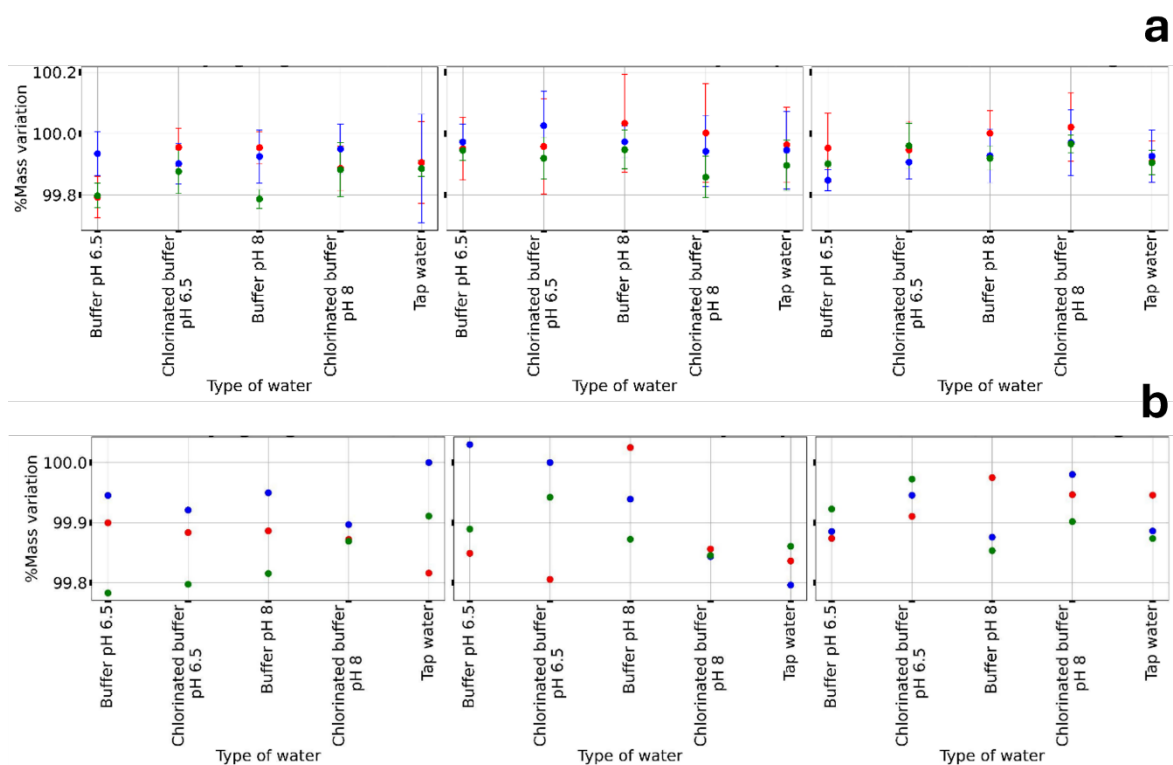 a
100.2
100.0
99.8
%Mass variation
Buffer pH 6.5
Chlorinated buffer
pH 6.5
Buffer pH 8
Chlorinated buffer
pH 8
Tap water
Type of water
Buffer pH 6.5
Chlorinated buffer
pH 6.5
Buffer pH 8
Chlorinated buffer
pH 8
Tap water
Type of water
Buffer pH 6.5
Chlorinated buffer
pH 6.5
Buffer pH 8
Chlorinated buffer
pH 8
Tap water
Type of water
b
100.0
99.9
99.8
%Mass variation
Buffer pH 6.5
Chlorinated buffer
pH 6.5
Buffer pH 8
Chlorinated buffer
pH 8
Tap water
Type of water
Buffer pH 6.5
Chlorinated buffer
pH 6.5
Buffer pH 8
Chlorinated buffer
pH 8
Tap water
Type of water
Buffer pH 6.5
Chlorinated buffer
pH 6.5
Buffer pH 8
Chlorinated buffer
pH 8
Tap water
Type of water